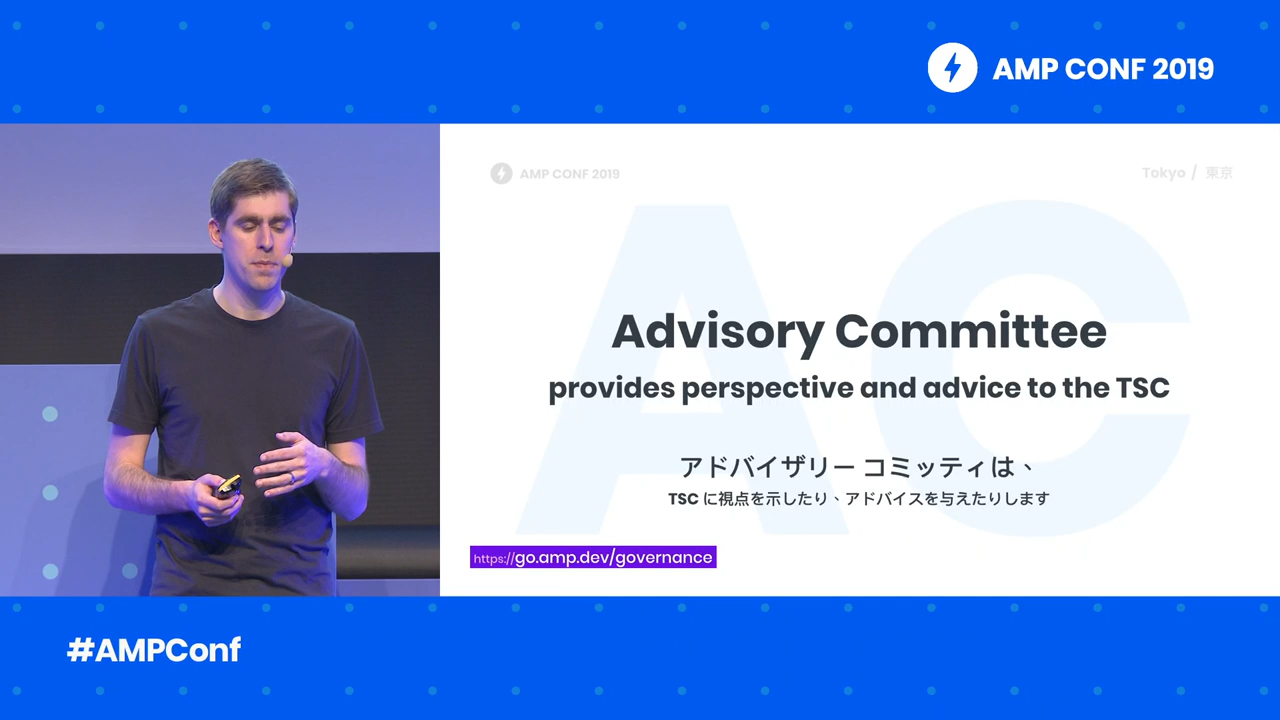 AMP CONF 2019
AMP CONF 2019
Tokyo / 東京
AC
Advisory Committee
provides perspective and advice to the TSC
アドバイザリー コミッティは、
TSC に視点を示したり、アドバイスを与えたりします
https://go.amp.dev/governance
#AMPConf